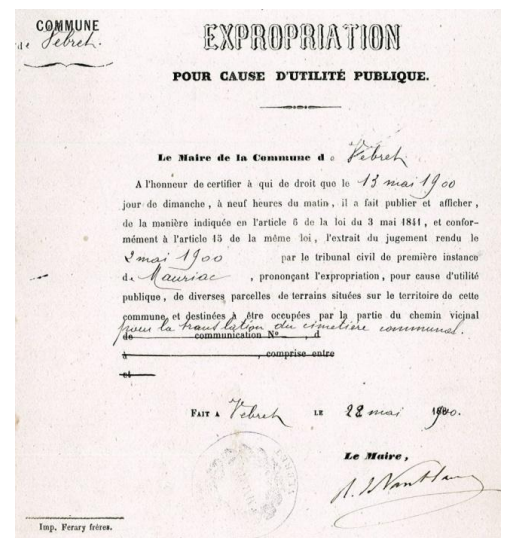 COMMUNE
de Vebret.
EXPROPRIATION
POUR CAUSE D'UTILITÉ PUBLIQUE.
Le Maire de la Commune d e Vebret
A l'honneur de certifier à qui de droit que le 13 mai 1900
jour de dimanche, à neuf heures du matin, il a fait publier et afficher,
de la manière indiquée en l'article 6 de la loi du 3 mai 1841, et confor-
mément à l'article 15 de la même loi, l'extrait du jugement rendu le
2 mai 1900 par le tribunal civil de première instance
de Mauriac, prononçant l'expropriation, pour cause d'utilité
publique, de diverses parcelles de terrains situées sur le territoire de cette
commune et destinées à être occupées par la partie du chemin vicinal
pour la translation du cimetière communal.
de communication No , d
à , comprise entre
et
FAIT A Vebret LE 22 mai 1900.
Le Maire,
Imp. Ferary frères.